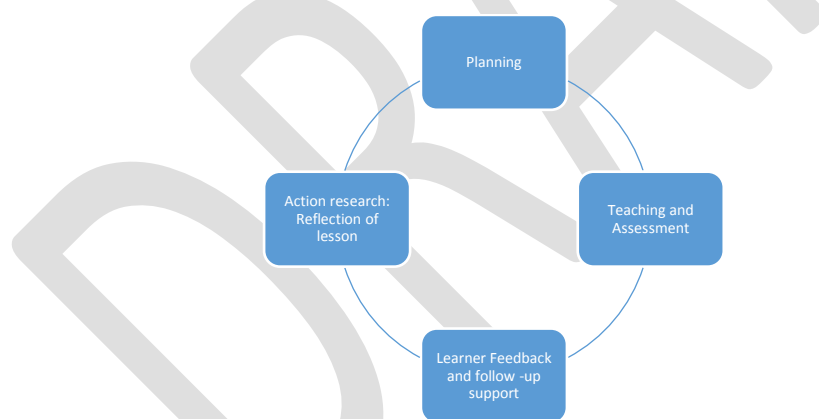 Planning
Teaching and
Assessment
Learner Feedback
and follow -up
support
Action research:
Reflection of
lesson